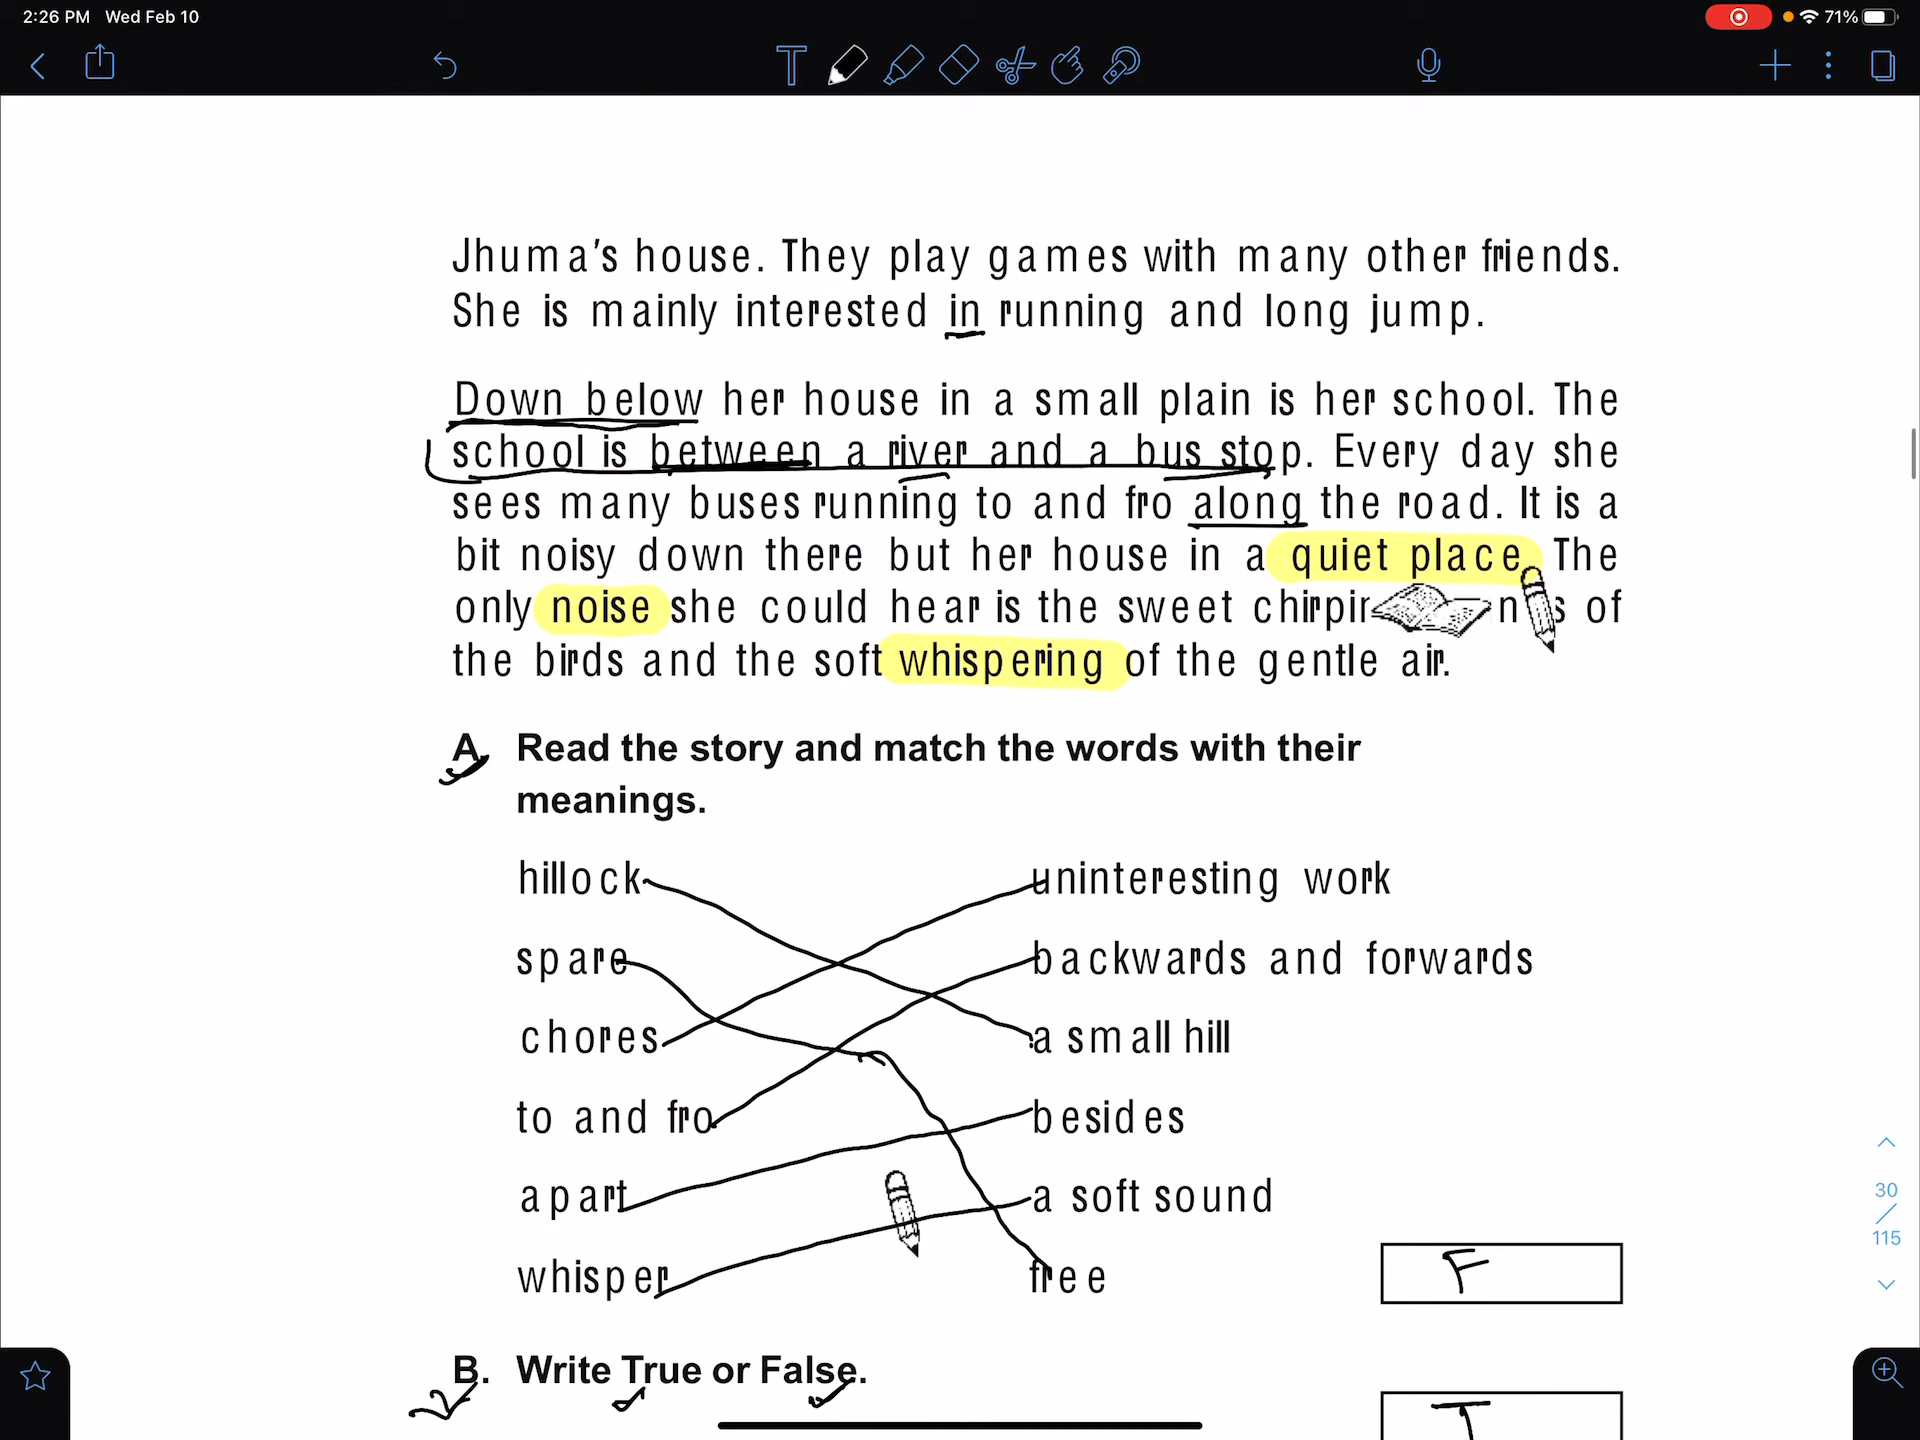 2:26 PM Wed Feb 10
71%
Jhuma's house. They play games with many other friends.
She is mainly interested in running and long jump.
Down below her house in a small plain is her school. The
school is between a river and a bus stop. Every day she
sees many buses running to and fro along the road. It is a
bit noisy down there but her house in a quiet place. The
only noise she could hear is the sweet of
the birds and the soft whispering of the gentle air.
A. Read the story and match the words with their
meanings.
hillock uninteresting work
spare backwards and forwards
chores a small hill
to and fro besides
apart a soft sound
whisper free
F
B. Write True or False.
T
30
/
115